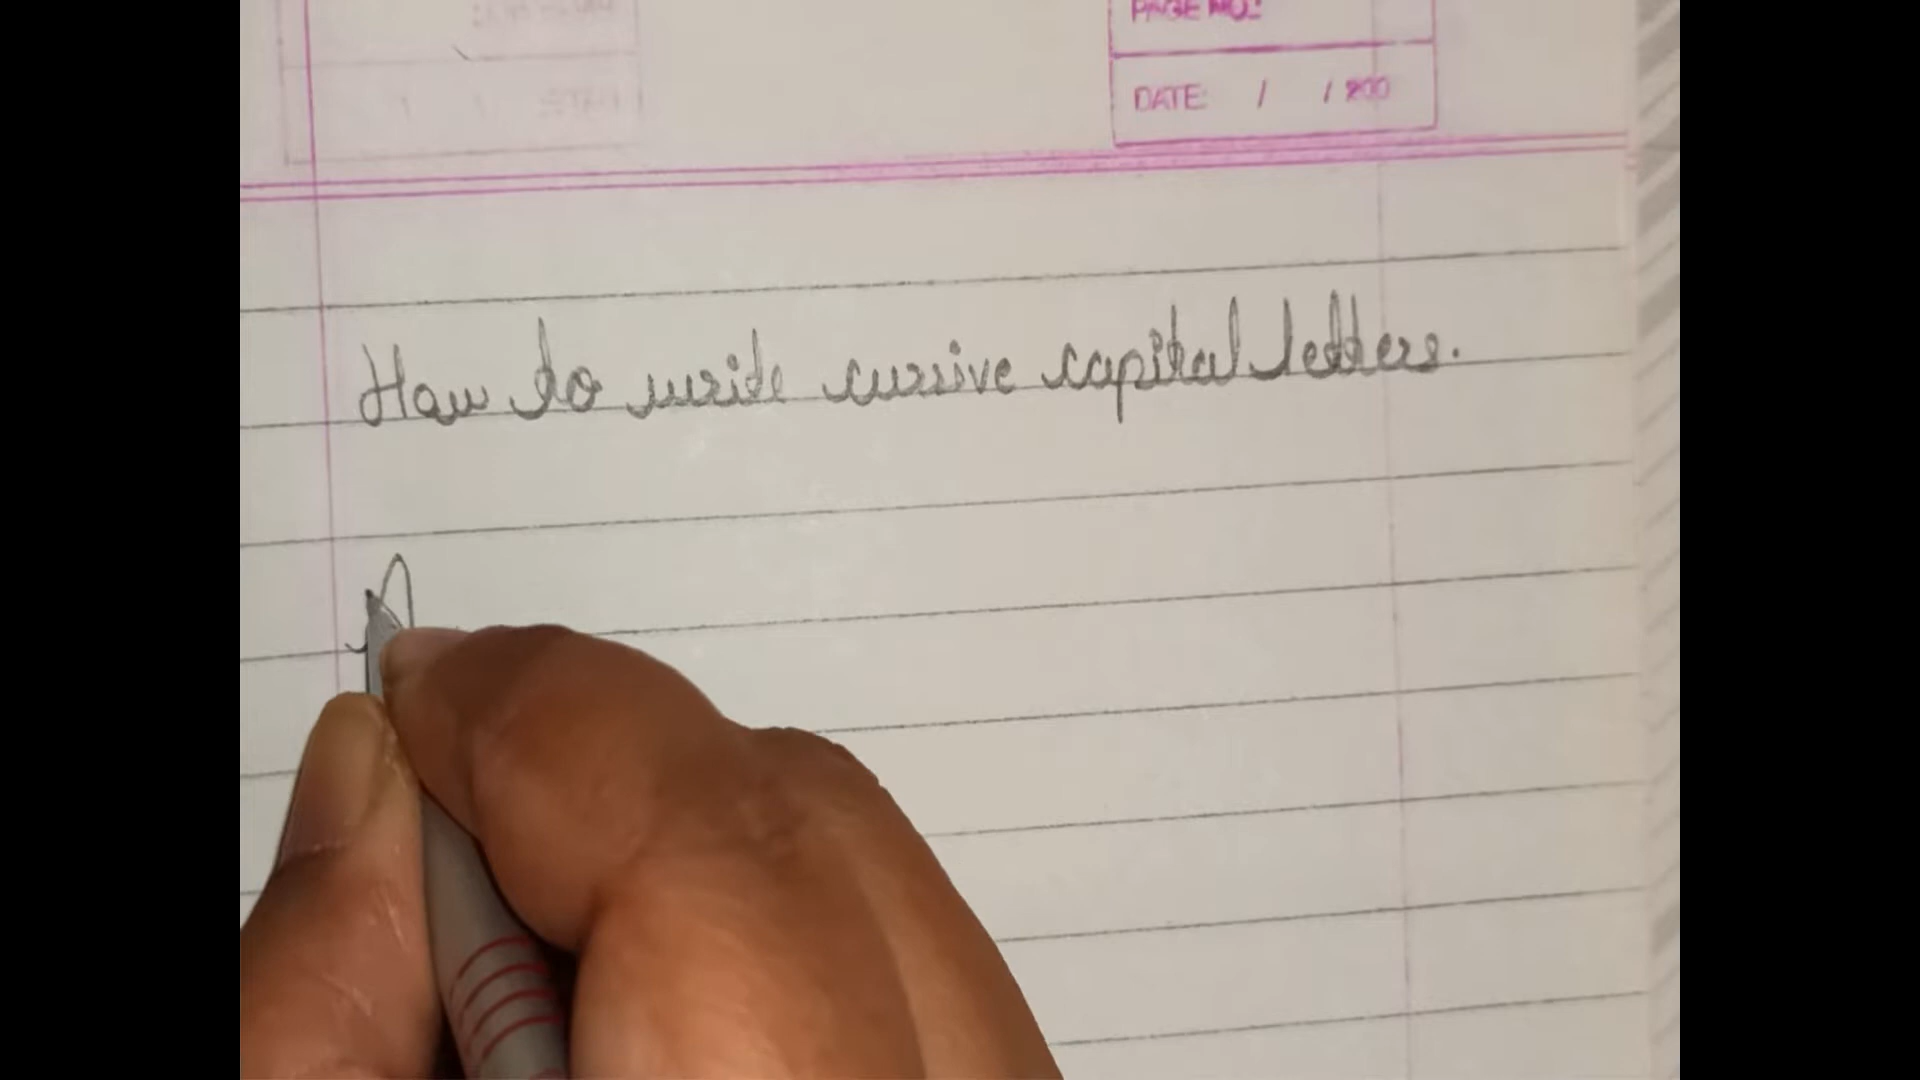 PAGE NO.:
DATE: / / 200
How to write cursive capital letters.